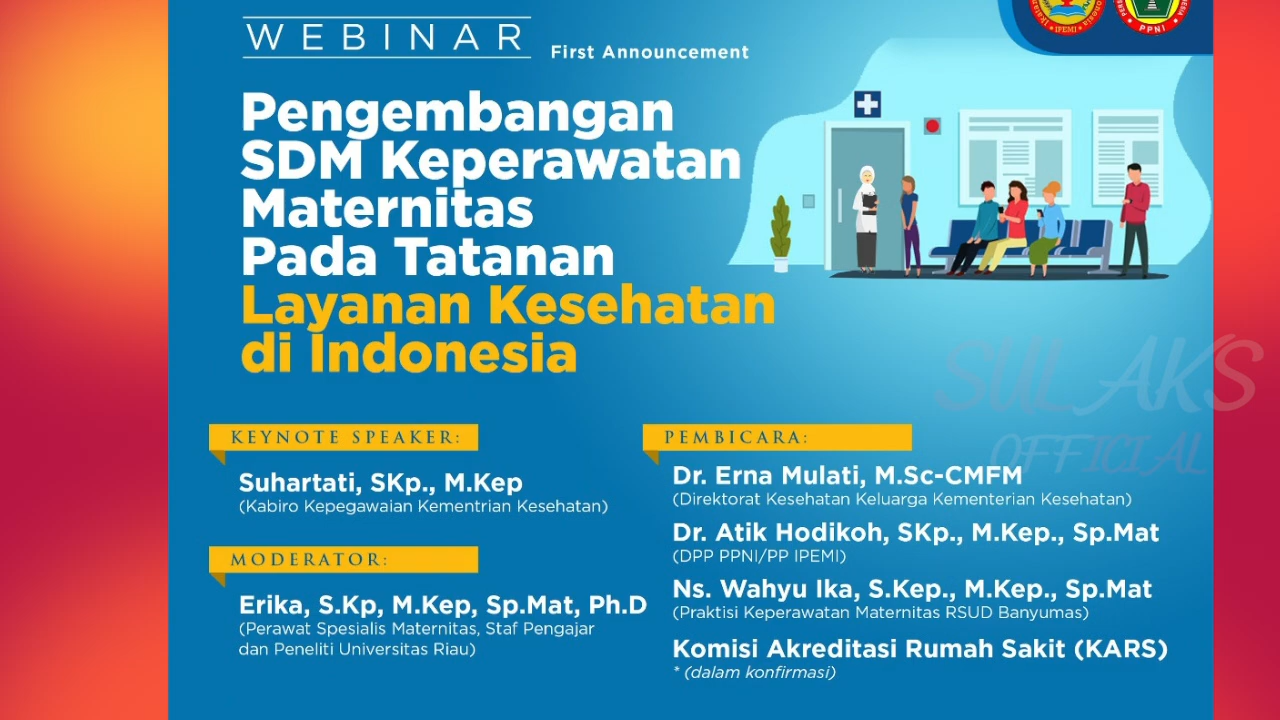 WEBINAR
First Announcement
IPEMI
PPNI
Pengembangan
SDM Keperawatan
Maternitas
Pada Tatanan
Layanan Kesehatan
di Indonesia
SULAKS
OFFICIAL
KEYNOTE SPEAKER:
Suhartati, SKp., M.Kep
(Kabiro Kepegawaian Kementrian Kesehatan)
MODERATOR:
Erika, S.Kp, M.Kep, Sp.Mat, Ph.D
(Perawat Spesialis Maternitas, Staf Pengajar
dan Peneliti Universitas Riau)
PEMBICARA:
Dr. Erna Mulati, M.Sc-CMFM
(Direktorat Kesehatan Keluarga Kementerian Kesehatan)
Dr. Atik Hodikoh, SKp., M.Kep., Sp.Mat
(DPP PPNI/PP IPEMI)
Ns. Wahyu Ika, S.Kep., M.Kep., Sp.Mat
(Praktisi Keperawatan Maternitas RSUD Banyumas)
Komisi Akreditasi Rumah Sakit (KARS)
* (dalam konfirmasi)